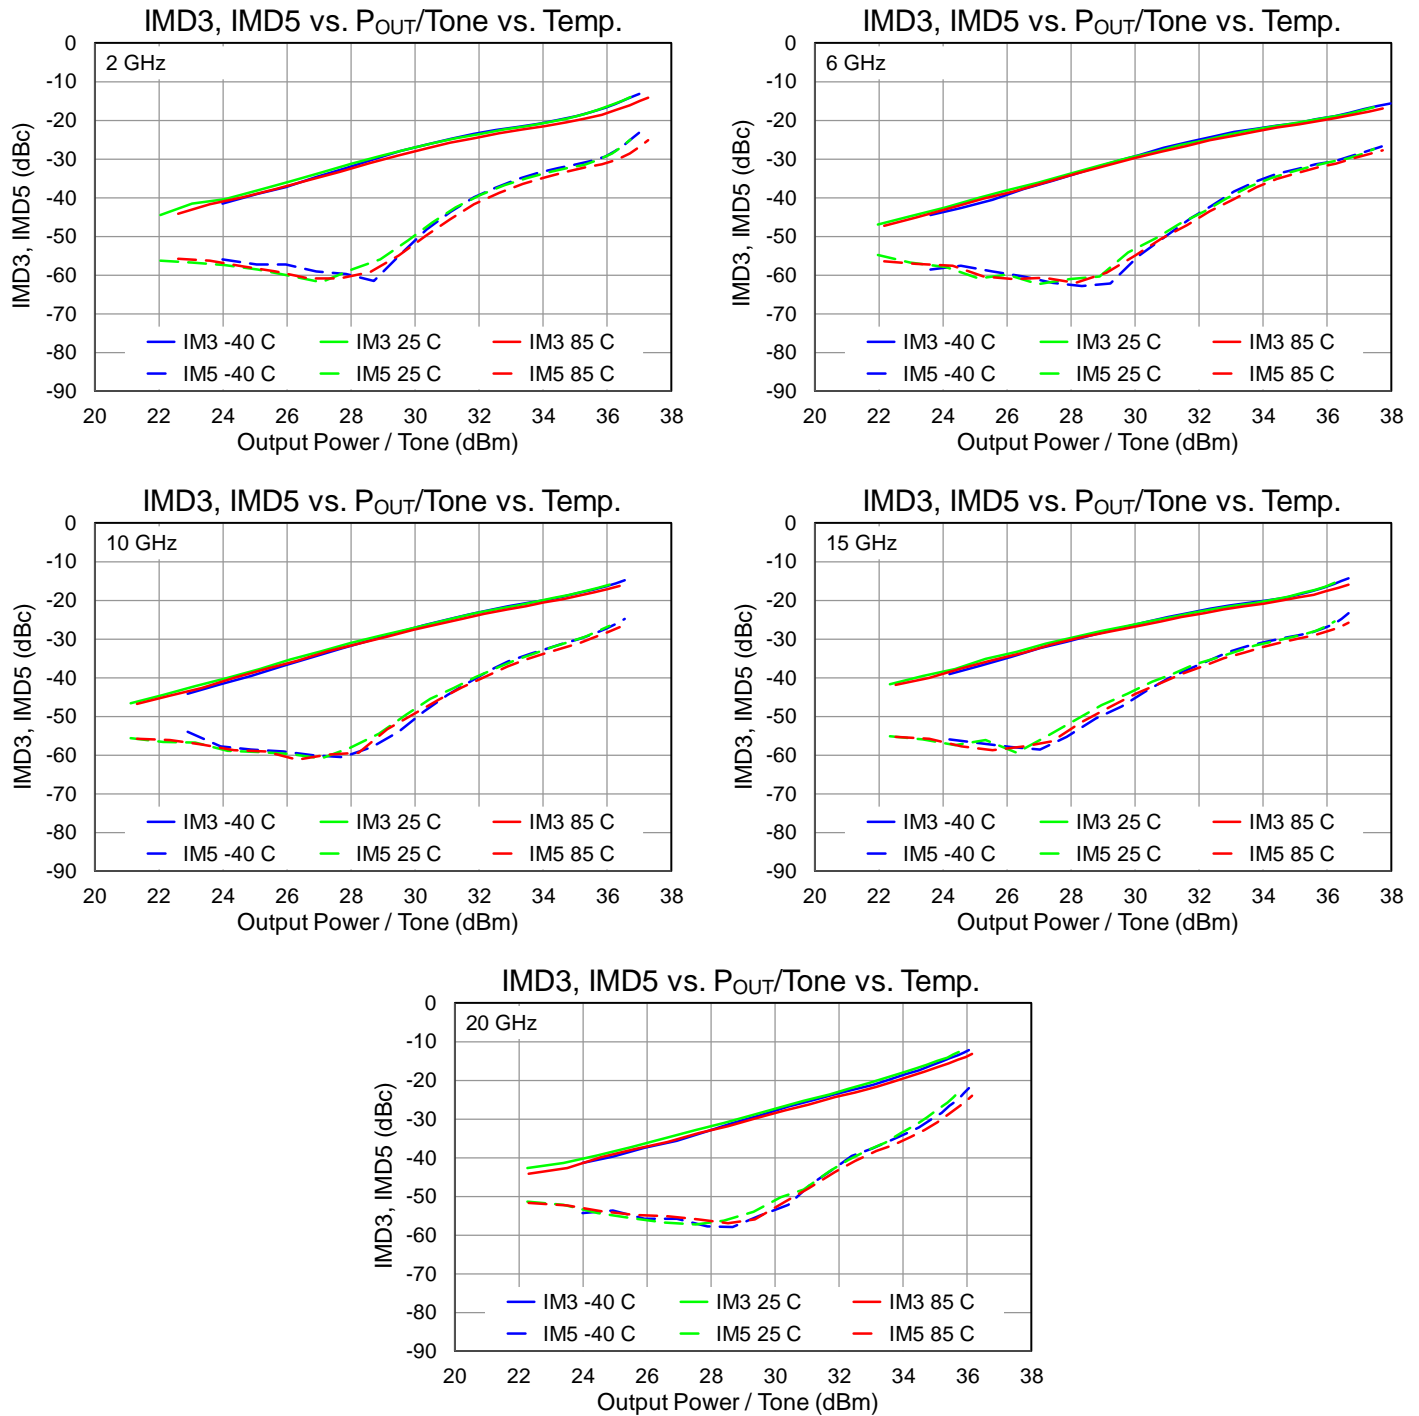 IMD3, IMD5 vs. POUT/Tone vs. Temp.
2 GHz
IMD3, IMD5 (dBc)
0
-10
-20
-30
-40
-50
-60
-70
-80
-90
IM3 -40 C IM3 25 C IM3 85 C
IM5 -40 C IM5 25 C IM5 85 C
20 22 24 26 28 30 32 34 36 38
Output Power / Tone (dBm)
IMD3, IMD5 vs. POUT/Tone vs. Temp.
6 GHz
IMD3, IMD5 (dBc)
0
-10
-20
-30
-40
-50
-60
-70
-80
-90
IM3 -40 C IM3 25 C IM3 85 C
IM5 -40 C IM5 25 C IM5 85 C
20 22 24 26 28 30 32 34 36 38
Output Power / Tone (dBm)
IMD3, IMD5 vs. POUT/Tone vs. Temp.
10 GHz
IMD3, IMD5 (dBc)
0
-10
-20
-30
-40
-50
-60
-70
-80
-90
IM3 -40 C IM3 25 C IM3 85 C
IM5 -40 C IM5 25 C IM5 85 C
20 22 24 26 28 30 32 34 36 38
Output Power / Tone (dBm)
IMD3, IMD5 vs. POUT/Tone vs. Temp.
15 GHz
IMD3, IMD5 (dBc)
0
-10
-20
-30
-40
-50
-60
-70
-80
-90
IM3 -40 C IM3 25 C IM3 85 C
IM5 -40 C IM5 25 C IM5 85 C
20 22 24 26 28 30 32 34 36 38
Output Power / Tone (dBm)
IMD3, IMD5 vs. POUT/Tone vs. Temp.
20 GHz
IMD3, IMD5 (dBc)
0
-10
-20
-30
-40
-50
-60
-70
-80
-90
IM3 -40 C IM3 25 C IM3 85 C
IM5 -40 C IM5 25 C IM5 85 C
20 22 24 26 28 30 32 34 36 38
Output Power / Tone (dBm)